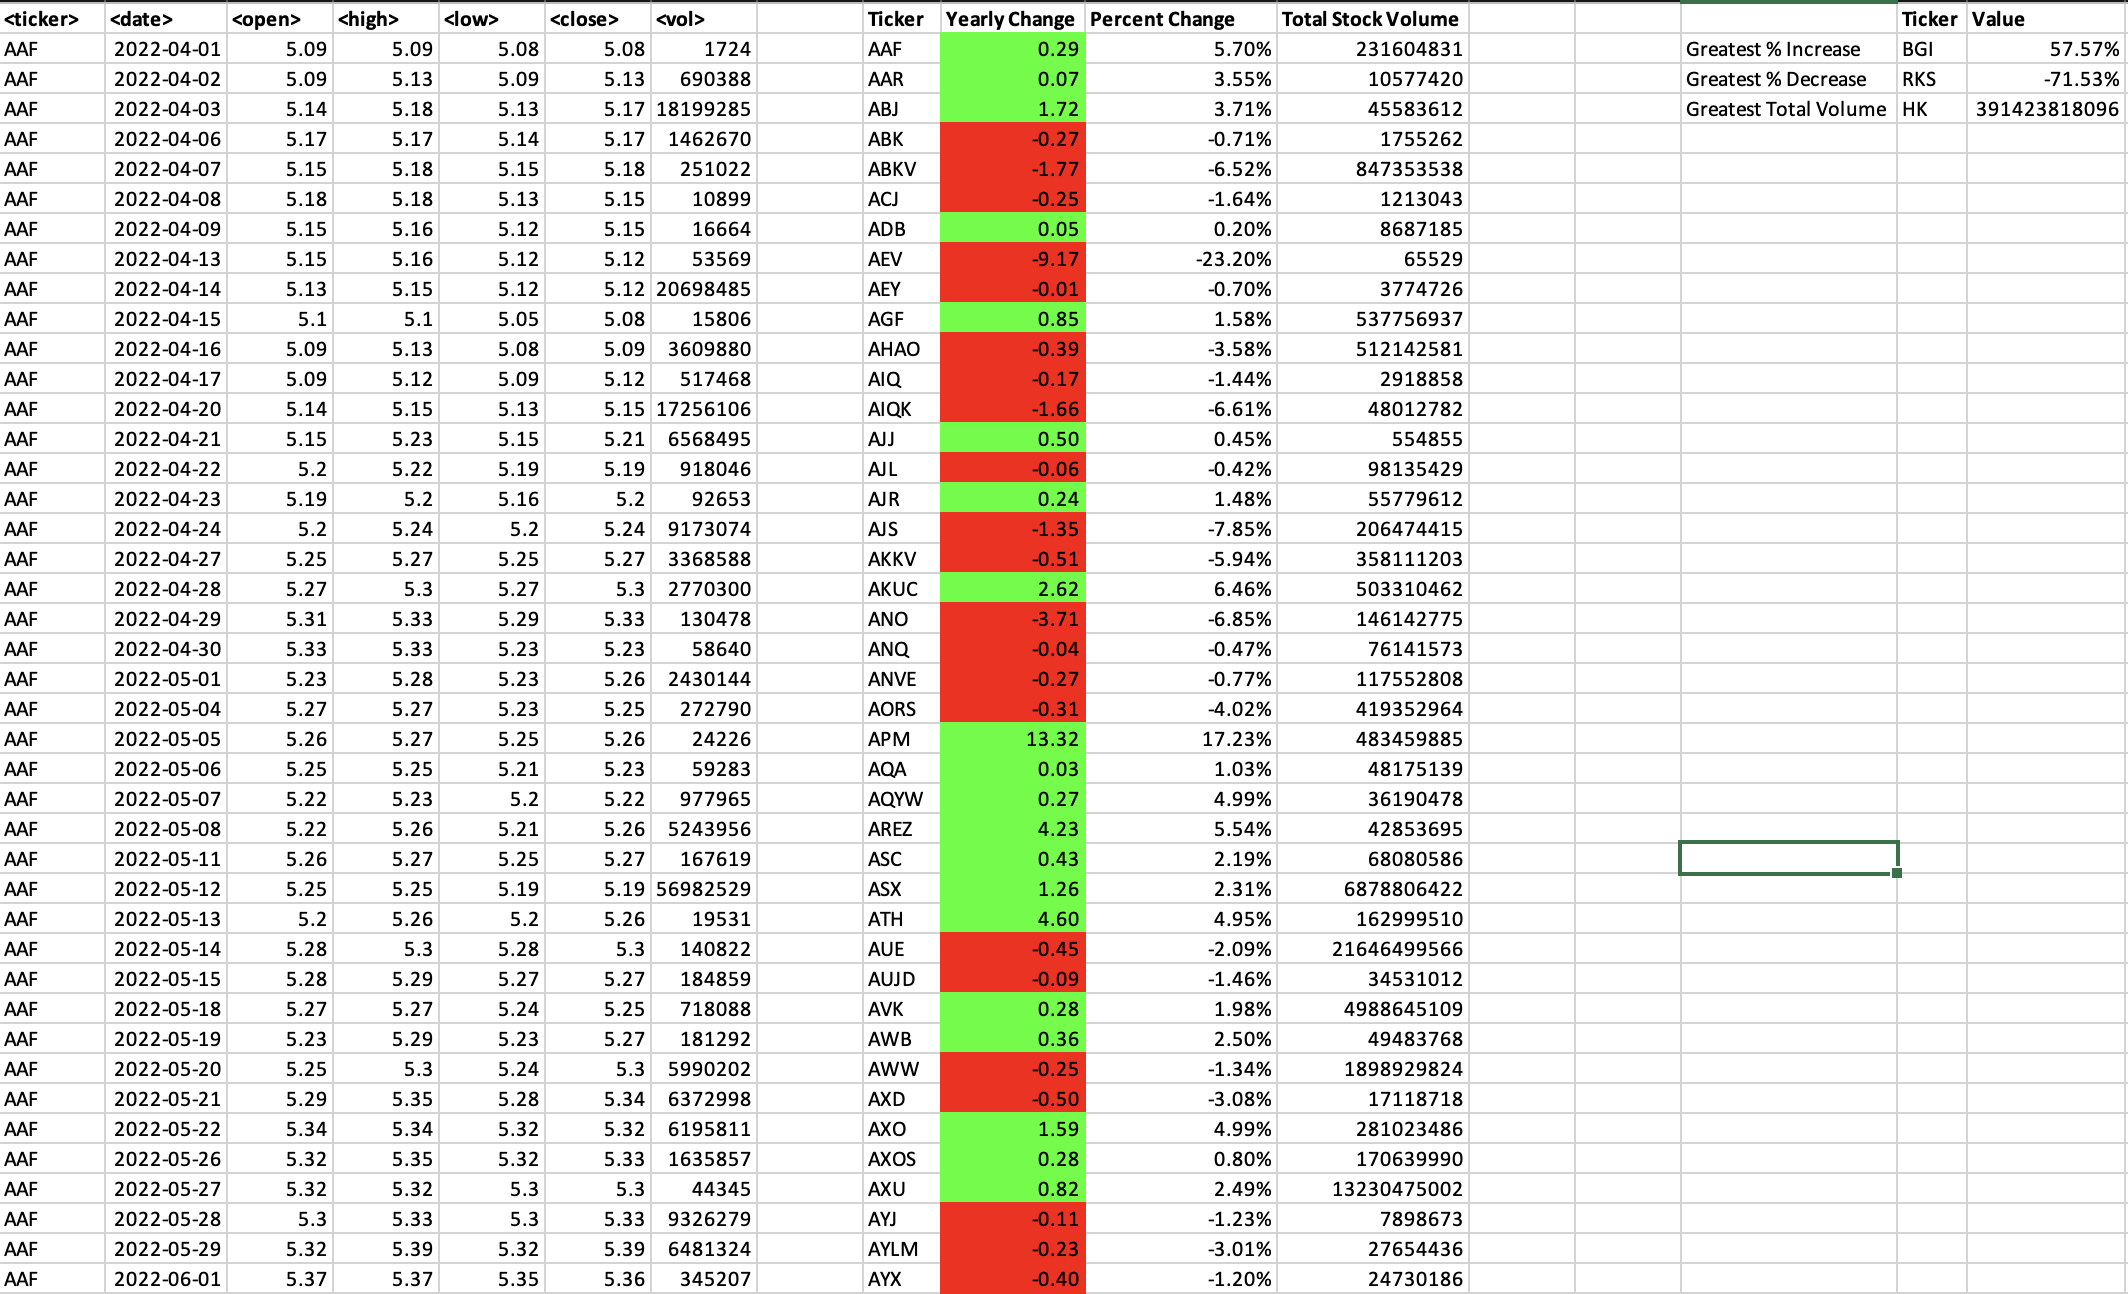 <ticker> <date> <open> <high> <low> <close> <vol> Ticker Yearly Change Percent Change Total Stock Volume Ticker Value
AAF 2022-04-01 5.09 5.09 5.08 5.08 1724 AAF 0.29 5.70% 231604831 Greatest % Increase BGI 57.57%
AAF 2022-04-02 5.09 5.13 5.09 5.13 690388 AAR 0.07 3.55% 10577420 Greatest % Decrease RKS -71.53%
AAF 2022-04-03 5.14 5.18 5.13 5.17 18199285 ABJ 1.72 3.71% 45583612 Greatest Total Volume HK 391423818096
AAF 2022-04-06 5.17 5.17 5.14 5.17 1462670 ABK -0.27 -0.71% 1755262
AAF 2022-04-07 5.15 5.18 5.15 5.18 251022 ABKV -1.77 -6.52% 847353538
AAF 2022-04-08 5.18 5.18 5.13 5.15 10899 ACJ -0.25 -1.64% 1213043
AAF 2022-04-09 5.15 5.16 5.12 5.15 16664 ADB 0.05 0.20% 8687185
AAF 2022-04-13 5.15 5.16 5.12 5.12 53569 AEV -9.17 -23.20% 65529
AAF 2022-04-14 5.13 5.15 5.12 5.12 20698485 AEY -0.01 -0.70% 3774726
AAF 2022-04-15 5.1 5.1 5.05 5.08 15806 AGF 0.85 1.58% 537756937
AAF 2022-04-16 5.09 5.13 5.08 5.09 3609880 AHAO -0.39 -3.58% 512142581
AAF 2022-04-17 5.09 5.12 5.09 5.12 517468 AIQ -0.17 -1.44% 2918858
AAF 2022-04-20 5.14 5.15 5.13 5.15 17256106 AIQK -1.66 -6.61% 48012782
AAF 2022-04-21 5.15 5.23 5.15 5.21 6568495 AJJ 0.50 0.45% 554855
AAF 2022-04-22 5.2 5.22 5.19 5.19 918046 AJL -0.06 -0.42% 98135429
AAF 2022-04-23 5.19 5.2 5.16 5.2 92653 AJR 0.24 1.48% 55779612
AAF 2022-04-24 5.2 5.24 5.2 5.24 9173074 AJS -1.35 -7.85% 206474415
AAF 2022-04-27 5.25 5.27 5.25 5.27 3368588 AKKV -0.51 -5.94% 358111203
AAF 2022-04-28 5.27 5.3 5.27 5.3 2770300 AKUC 2.62 6.46% 503310462
AAF 2022-04-29 5.31 5.33 5.29 5.33 130478 ANO -3.71 -6.85% 146142775
AAF 2022-04-30 5.33 5.33 5.23 5.23 58640 ANQ -0.04 -0.47% 76141573
AAF 2022-05-01 5.23 5.28 5.23 5.26 2430144 ANVE -0.27 -0.77% 117552808
AAF 2022-05-04 5.27 5.27 5.23 5.25 272790 AORS -0.31 -4.02% 419352964
AAF 2022-05-05 5.26 5.27 5.25 5.26 24226 APM 13.32 17.23% 483459885
AAF 2022-05-06 5.25 5.25 5.21 5.23 59283 AQA 0.03 1.03% 48175139
AAF 2022-05-07 5.22 5.23 5.2 5.22 977965 AQYW 0.27 4.99% 36190478
AAF 2022-05-08 5.22 5.26 5.21 5.26 5243956 AREZ 4.23 5.54% 42853695
AAF 2022-05-11 5.26 5.27 5.25 5.27 167619 ASC 0.43 2.19% 68080586
AAF 2022-05-12 5.25 5.25 5.19 5.19 56982529 ASX 1.26 2.31% 6878806422
AAF 2022-05-13 5.2 5.26 5.2 5.26 19531 ATH 4.60 4.95% 162999510
AAF 2022-05-14 5.28 5.3 5.28 5.3 140822 AUE -0.45 -2.09% 21646499566
AAF 2022-05-15 5.28 5.29 5.27 5.27 184859 AUJD -0.09 -1.46% 34531012
AAF 2022-05-18 5.27 5.27 5.24 5.25 718088 AVK 0.28 1.98% 4988645109
AAF 2022-05-19 5.23 5.29 5.23 5.27 181292 AWB 0.36 2.50% 49483768
AAF 2022-05-20 5.25 5.3 5.24 5.3 5990202 AWW -0.25 -1.34% 1898929824
AAF 2022-05-21 5.29 5.35 5.28 5.34 6372998 AXD -0.50 -3.08% 17118718
AAF 2022-05-22 5.34 5.34 5.32 5.32 6195811 AXO 1.59 4.99% 281023486
AAF 2022-05-26 5.32 5.35 5.32 5.33 1635857 AXOS 0.28 0.80% 170639990
AAF 2022-05-27 5.32 5.32 5.3 5.3 44345 AXU 0.82 2.49% 13230475002
AAF 2022-05-28 5.3 5.33 5.3 5.33 9326279 AYJ -0.11 -1.23% 7898673
AAF 2022-05-29 5.32 5.39 5.32 5.39 6481324 AYLM -0.23 -3.01% 27654436
AAF 2022-06-01 5.37 5.37 5.35 5.36 345207 AYX -0.40 -1.20% 24730186